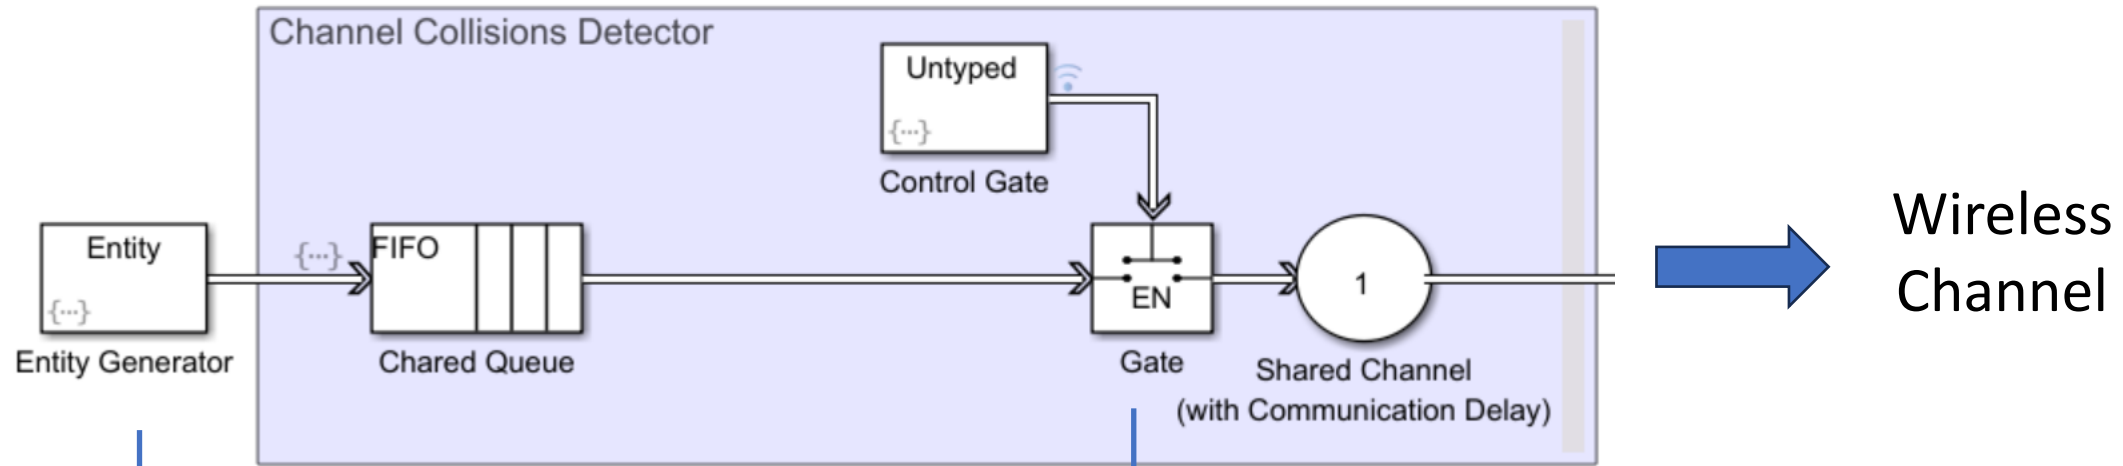 Channel Collisions Detector
Untyped
{...}
Control Gate
Entity
{...}
Entity Generator
{...}
FIFO
Chared Queue
EN
Gate
1
Shared Channel
(with Communication Delay)
Wireless
Channel